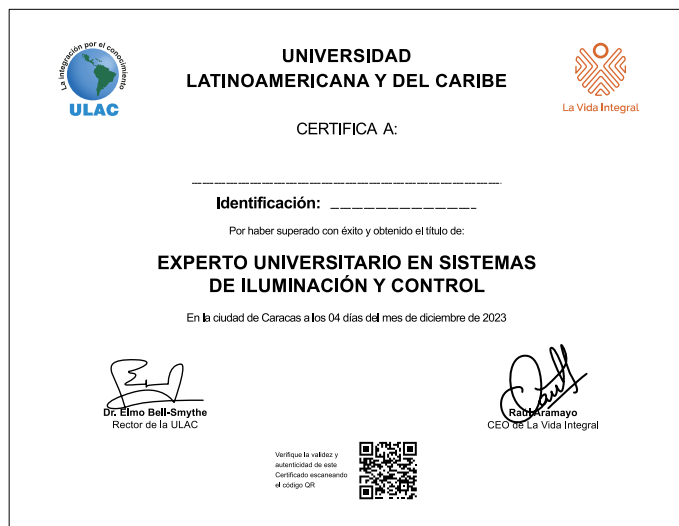 La integración por el conocimiento
ULAC
UNIVERSIDAD
LATINOAMERICANA Y DEL CARIBE
La Vida Integral
CERTIFICA A:
Identificación:
Por haber superado con éxito y obtenido el título de:
EXPERTO UNIVERSITARIO EN SISTEMAS
DE ILUMINACIÓN Y CONTROL
En la ciudad de Caracas a los 04 días del mes de diciembre de 2023
Dr. Elmo Bell-Smythe
Rector de la ULAC
Raúl Aramayo
CEO de La Vida Integral
Verifique la validez y
autenticidad de este
Certificado escaneando
el código QR